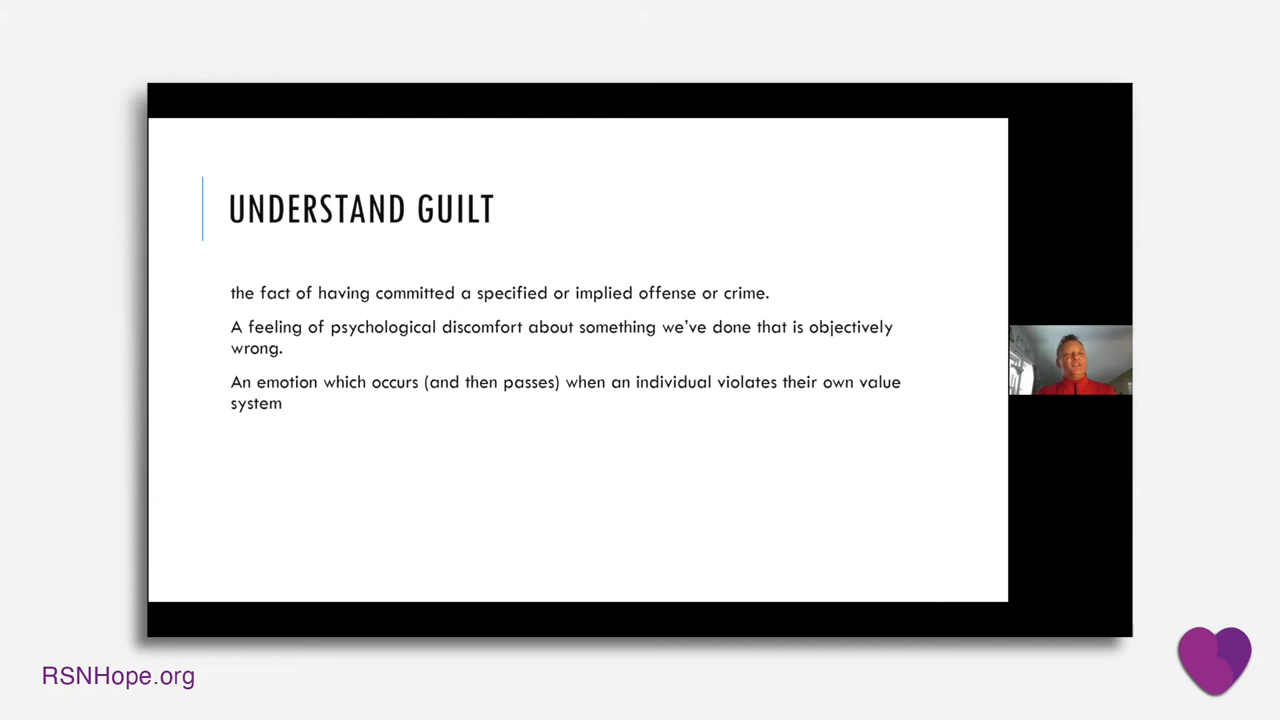 UNDERSTAND GUILT
the fact of having committed a specified or implied offense or crime.
A feeling of psychological discomfort about something we've done that is objectively
wrong.
An emotion which occurs (and then passes) when an individual violates their own value
system
RSNHope.org